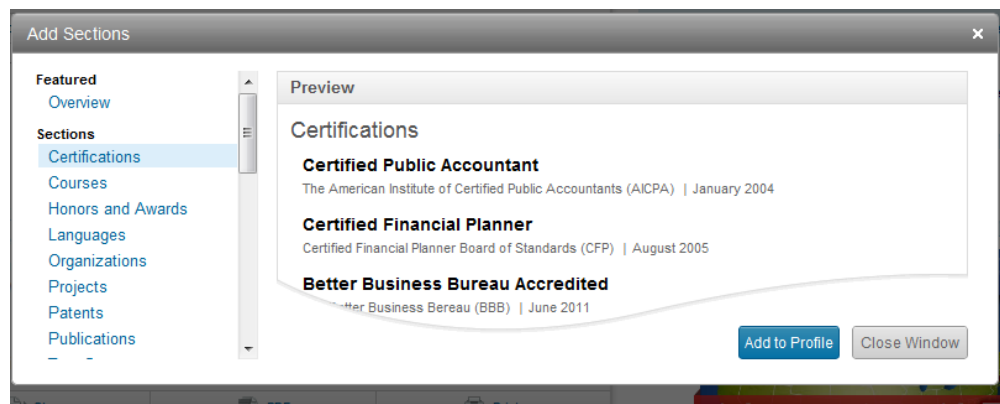 Add Sections
×
Featured
Overview
Sections
Certifications
Courses
Honors and Awards
Languages
Organizations
Projects
Patents
Publications
Preview
Certifications
Certified Public Accountant
The American Institute of Certified Public Accountants (AICPA) | January 2004
Certified Financial Planner
Certified Financial Planner Board of Standards (CFP) | August 2005
Better Business Bureau Accredited
Business Bereau (BBB) | June 2011
Add to Profile
Close Window